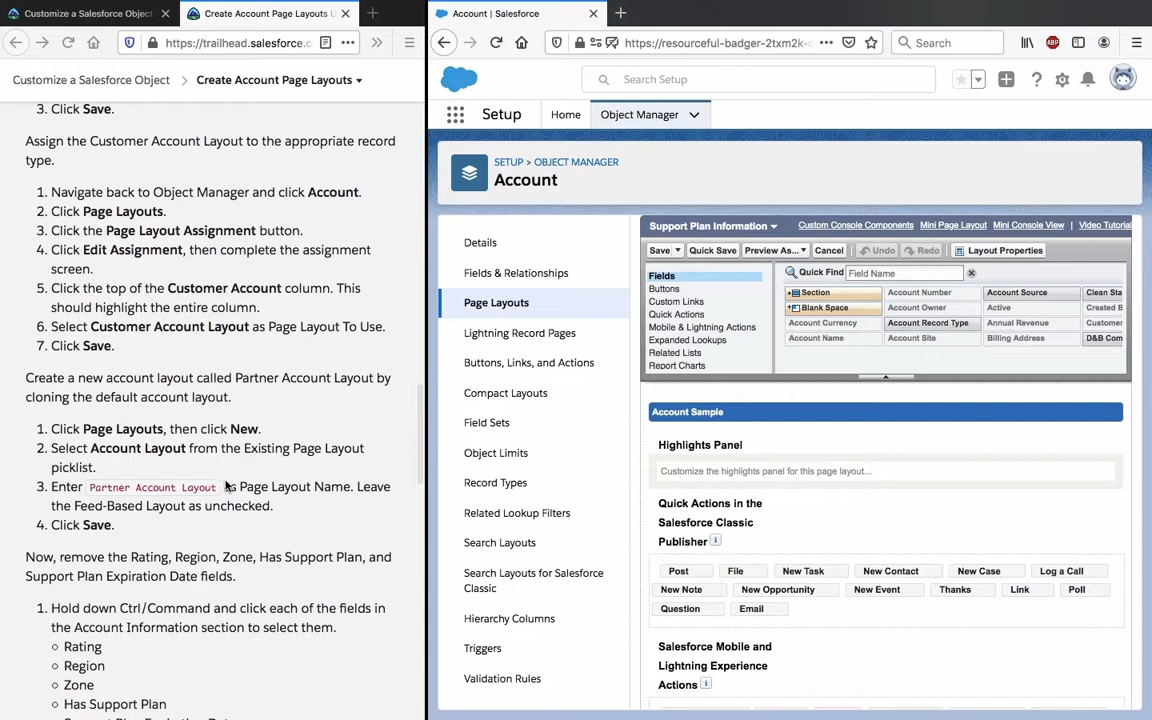 Customize a Salesforce Object:
Create Account Page Layouts U
Account | Salesforce
https://trailhead.salesforce.c
https://resourceful-badger-2txm2k-d
Search
Customize a Salesforce Object
Create Account Page Layouts
3. Click Save.
Assign the Customer Account Layout to the appropriate record
type.
1. Navigate back to Object Manager and click Account.
2. Click Page Layouts.
3. Click the Page Layout Assignment button.
4. Click Edit Assignment, then complete the assignment
screen.
5. Click the top of the Customer Account column. This
should highlight the entire column.
6. Select Customer Account Layout as Page Layout To Use.
7. Click Save.
Create a new account layout called Partner Account Layout by
cloning the default account layout.
1. Click Page Layouts, then click New.
2. Select Account Layout from the Existing Page Layout
picklist.
3. Enter Partner Account Layout as Page Layout Name. Leave
the Feed-Based Layout as unchecked.
4. Click Save.
Now, remove the Rating, Region, Zone, Has Support Plan, and
Support Plan Expiration Date fields.
1. Hold down Ctrl/Command and click each of the fields in
the Account Information section to select them.
Rating
Region
Zone
Has Support Plan
Search Setup
Setup
Home
Object Manager
SETUP > OBJECT MANAGER
Account
Details
Fields & Relationships
Page Layouts
Lightning Record Pages
Buttons, Links, and Actions
Compact Layouts
Field Sets
Object Limits
Record Types
Related Lookup Filters
Search Layouts
Search Layouts for Salesforce
Classic
Hierarchy Columns
Triggers
Validation Rules
Support Plan Information
Custom Console Components
Mini Page Layout
Mini Console View
| Video Tutorial
Save
Quick Save
Preview As...
Cancel
Undo
Redo
Layout Properties
Fields
Buttons
Custom Links
Quick Actions
Mobile & Lightning Actions
Expanded Lookups
Related Lists
Report Charts
Quick Find
Field Name
Section
Account Number
Account Source
Clean Sta
Blank Space
Account Owner
Active
Created B
Account Currency
Account Record Type
Annual Revenue
Customer
Account Name
Account Site
Billing Address
D&B Com
Account Sample
Highlights Panel
Customize the highlights panel for this page layout...
Quick Actions in the
Salesforce Classic
Publisher
Post
File
New Task
New Contact
New Case
Log a Call
New Note
New Opportunity
New Event
Thanks
Link
Poll
Question
Email
Salesforce Mobile and
Lightning Experience
Actions